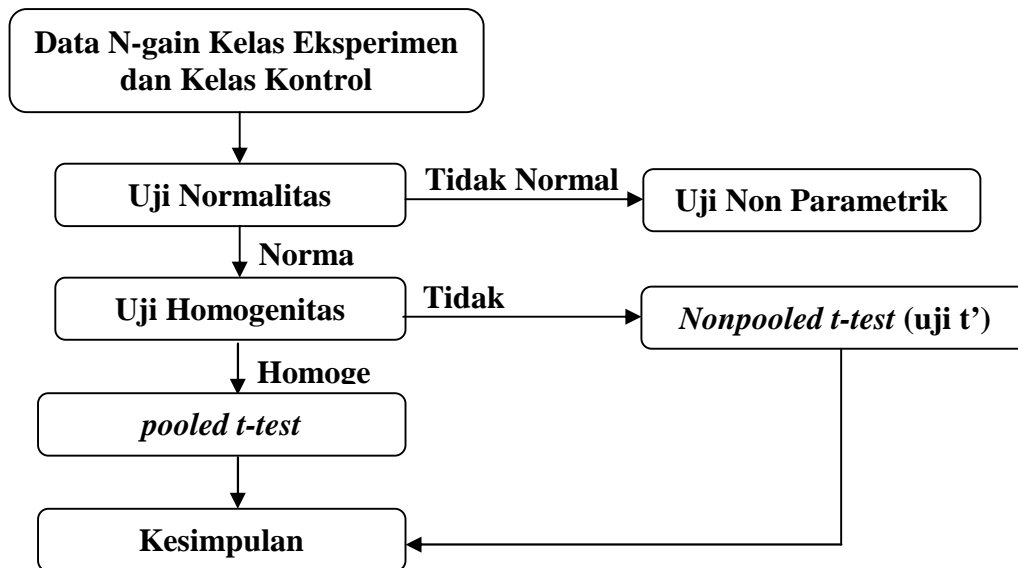 Data N-gain Kelas Eksperimen
dan Kelas Kontrol
Uji Normalitas
Tidak Normal
Uji Non Parametrik
Norma
Uji Homogenitas
Tidak
Nonpooled t-test (uji t’)
Homoge
pooled t-test
Kesimpulan